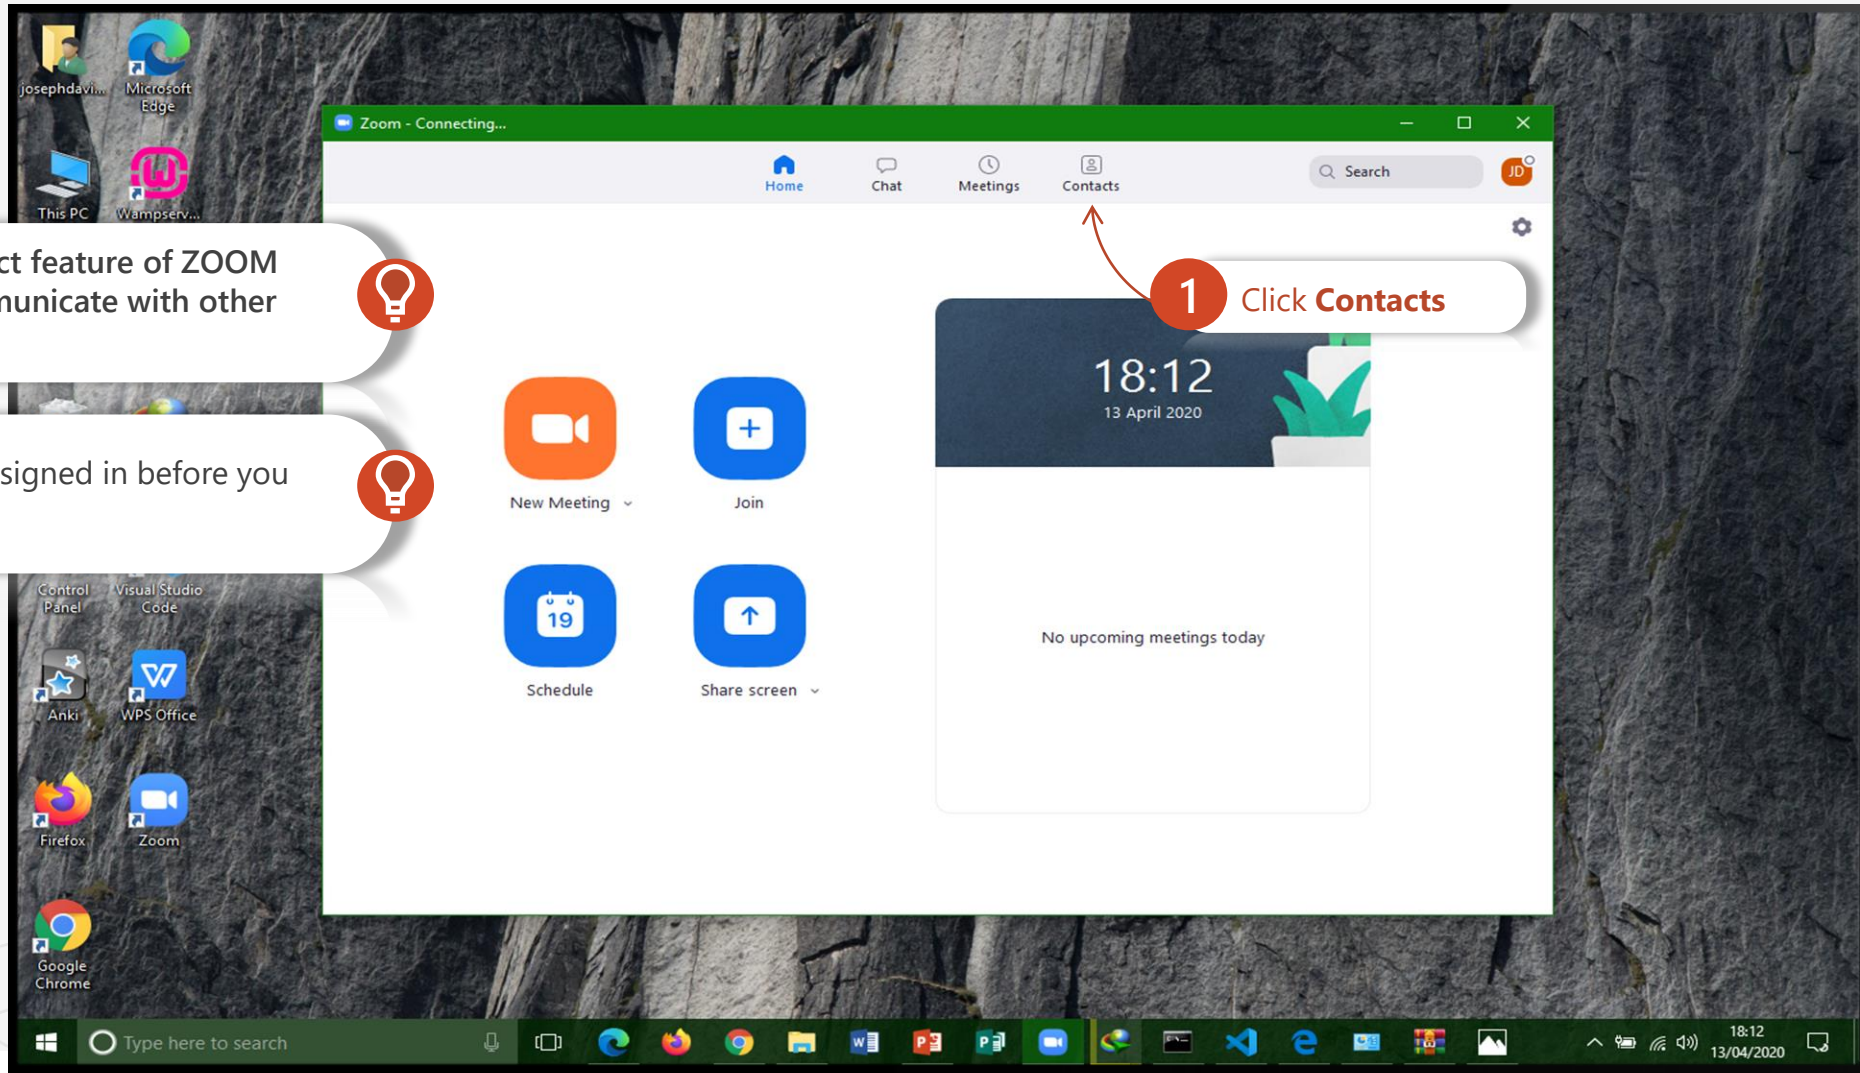 josephdavi...
Microsoft
Edge
This PC
Wampserv...
Zoom - Connecting...
Home
Chat
Meetings
Contacts
Search
JD
ct feature of ZOOM
municate with other
1
Click Contacts
18:12
13 April 2020
signed in before you
New Meeting
Join
19
Schedule
Share screen
No upcoming meetings today
Control
Panel
Visual Studio
Code
Anki
WPS Office
Firefox
Zoom
Google
Chrome
Type here to search
18:12
13/04/2020